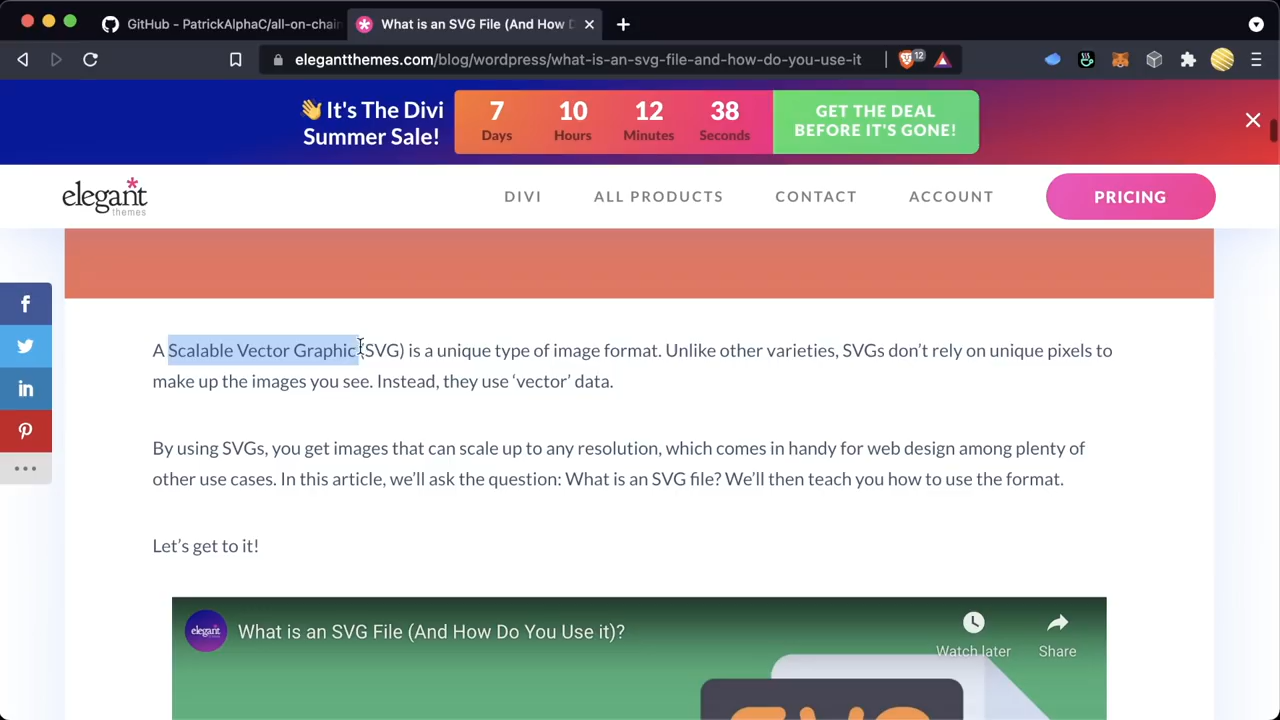 GitHub - PatrickAlphaC/all-on-chain
What is an SVG File (And How D
elegantthemes.com/blog/wordpress/what-is-an-svg-file-and-how-do-you-use-it
12
👋 It's The Divi
Summer Sale!
7
Days
10
Hours
12
Minutes
38
Seconds
GET THE DEAL
BEFORE IT'S GONE!
elegant
themes
DIVI
ALL PRODUCTS
CONTACT
ACCOUNT
PRICING
A Scalable Vector Graphic (SVG) is a unique type of image format. Unlike other varieties, SVGs don’t rely on unique pixels to
make up the images you see. Instead, they use ‘vector’ data.
By using SVGs, you get images that can scale up to any resolution, which comes in handy for web design among plenty of
other use cases. In this article, we’ll ask the question: What is an SVG file? We’ll then teach you how to use the format.
Let’s get to it!
elegant
What is an SVG File (And How Do You Use it)?
Watch later
Share